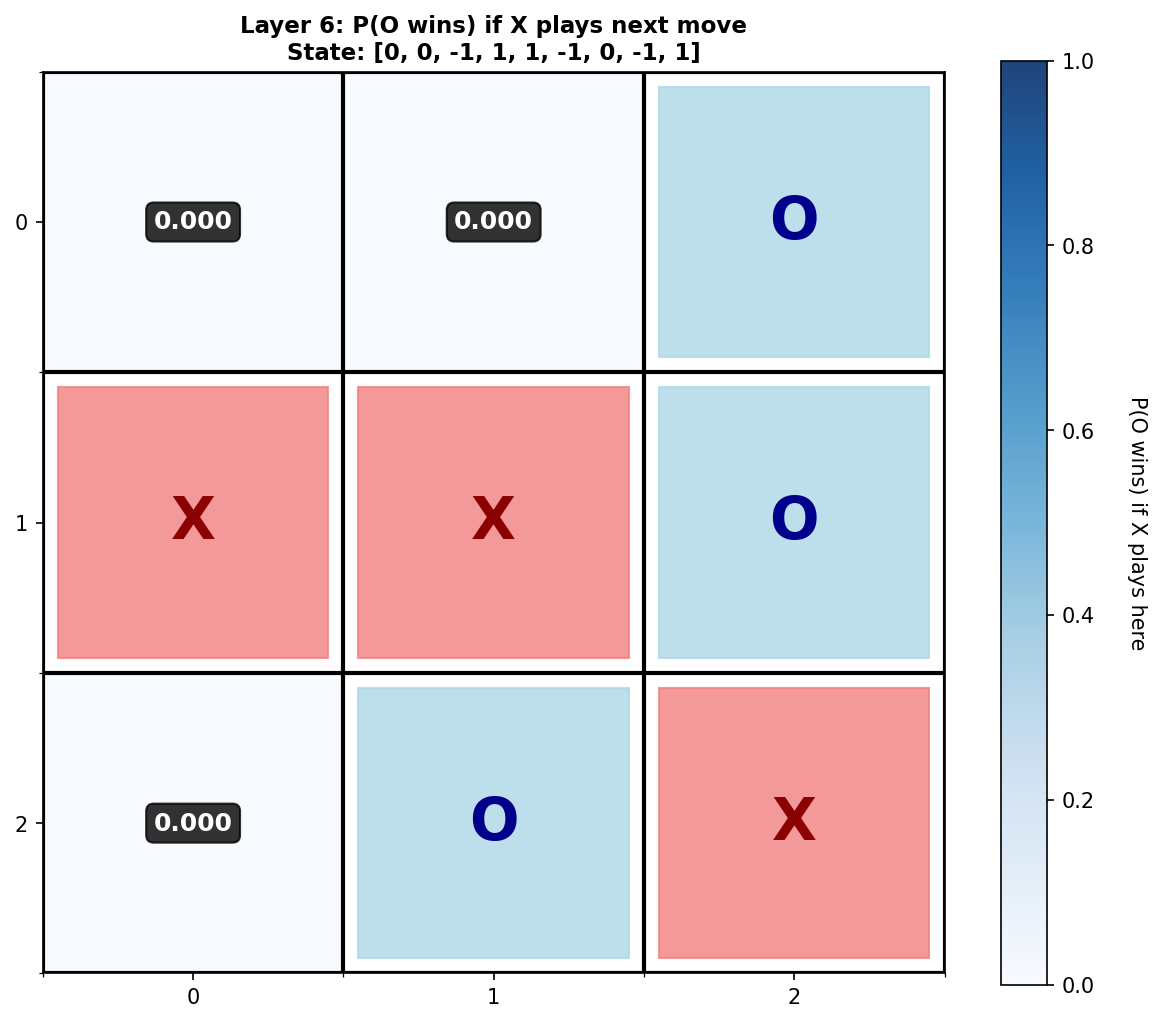 Layer 6: P(O wins) if X plays next move
State: [0, 0, -1, 1, 1, -1, 0, -1, 1]
0
0.000
0.000
O
1
X
X
O
2
0.000
O
X
0
1
2
1.0
0.8
0.6
0.4
0.2
0.0
P(O wins) if X plays here